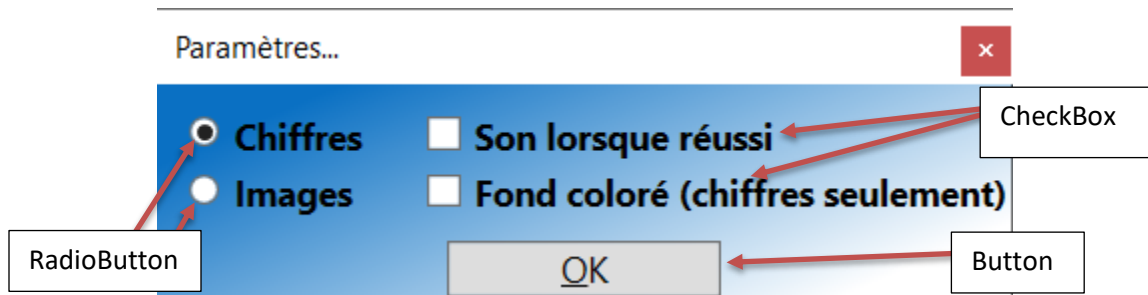 Paramètres...
x
Chiffres
Son lorsque réussi
CheckBox
Images
Fond coloré (chiffres seulement)
RadioButton
OK
Button